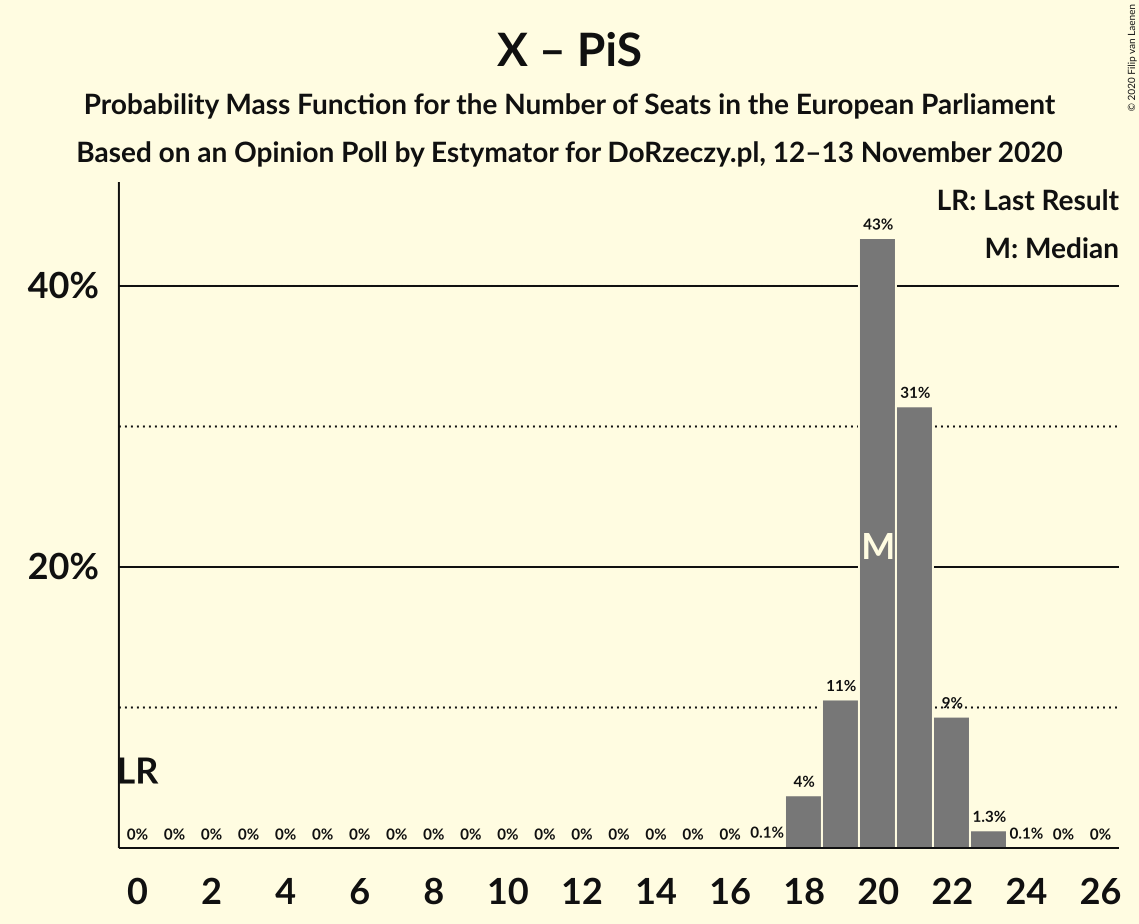 X – PiS
Probability Mass Function for the Number of Seats in the European Parliament
Based on an Opinion Poll by Estymator for DoRzeczy.pl, 12–13 November 2020
© 2020 Filip van Laenen
LR: Last Result
M: Median
43%
40%
31%
20%
M
11%
9%
LR
4%
1.3%
0% 0% 0% 0% 0% 0% 0% 0% 0% 0% 0% 0% 0% 0% 0% 0% 0% 0.1% 0.1% 0% 0%
0 2 4 6 8 10 12 14 16 18 20 22 24 26